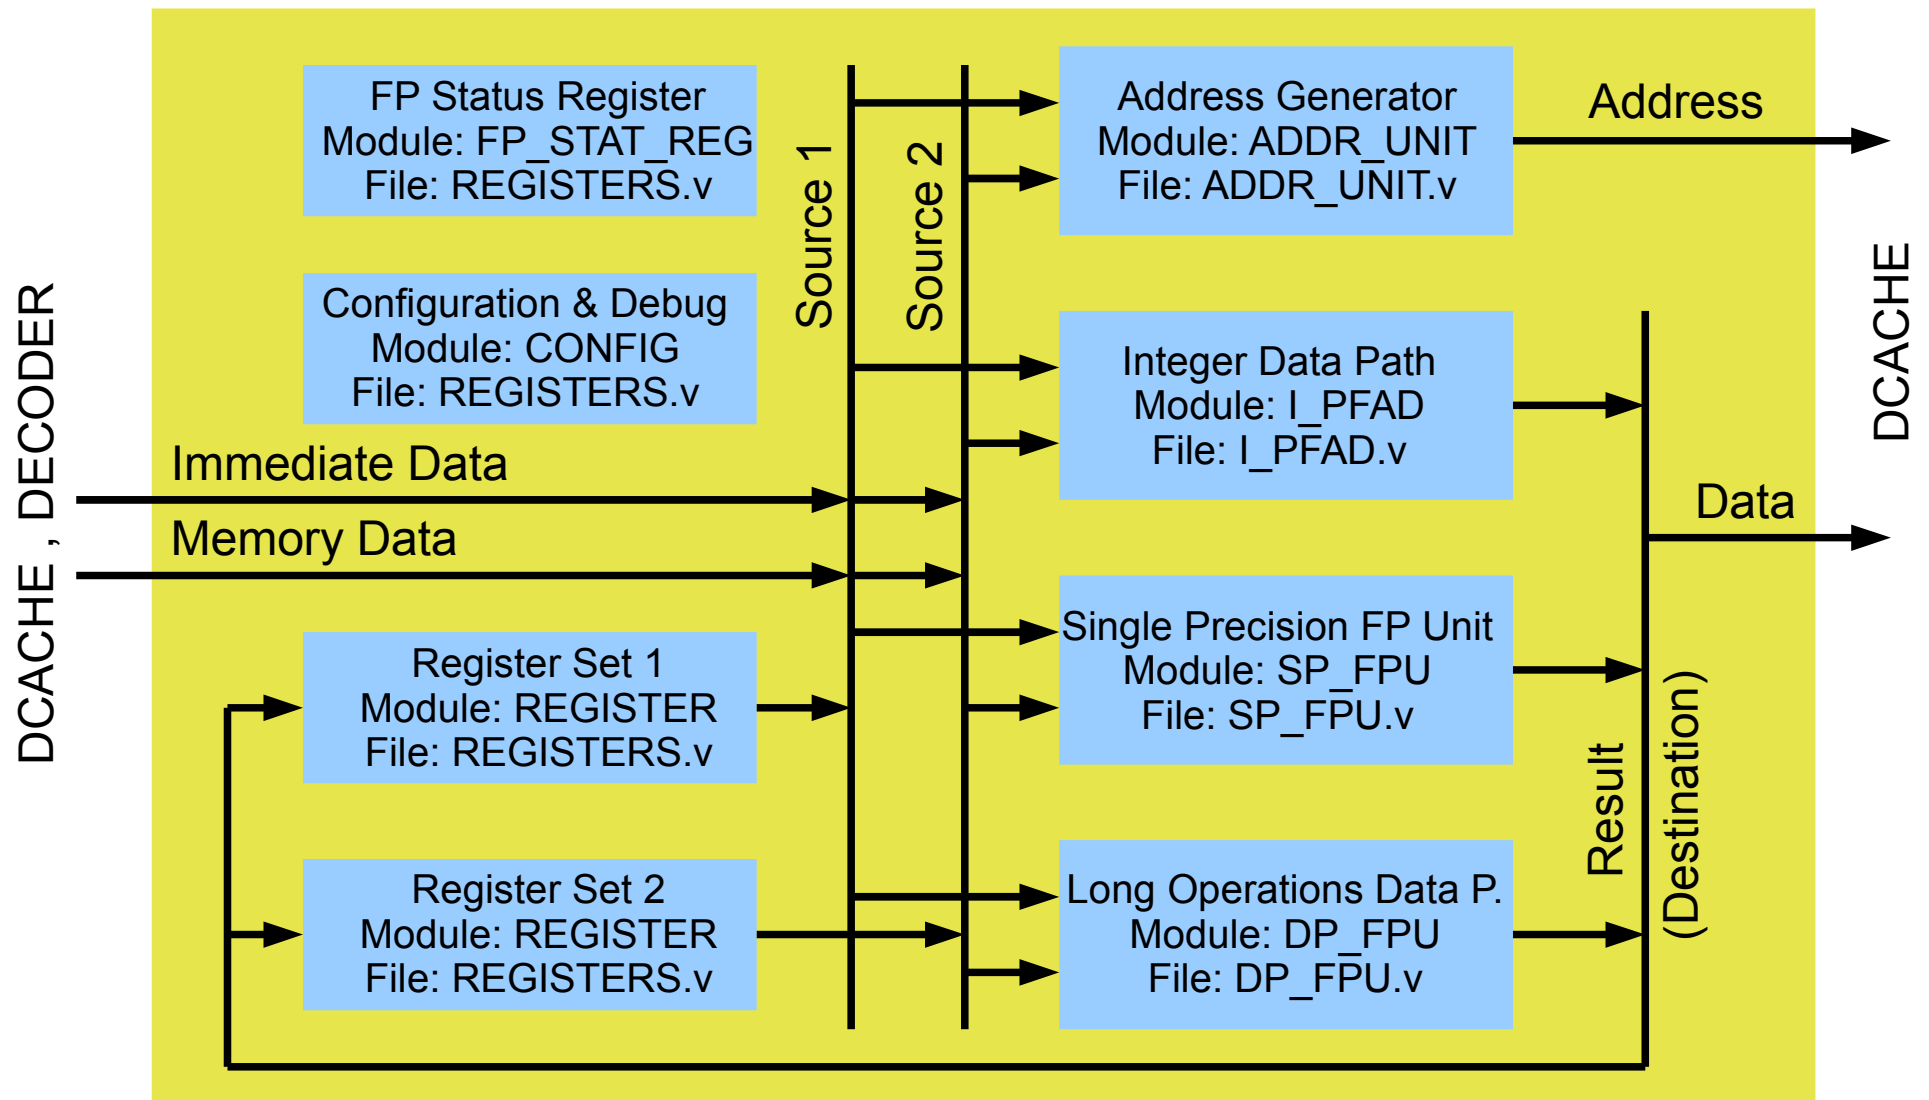 FP Status Register
Module: FP_STAT_REG
File: REGISTERS.v
Configuration & Debug
Module: CONFIG
File: REGISTERS.v
Immediate Data
Memory Data
Register Set 1
Module: REGISTER
File: REGISTERS.v
Register Set 2
Module: REGISTER
File: REGISTERS.v
DCACHE , DECODER
Source 1
Source 2
Address Generator
Module: ADDR_UNIT
File: ADDR_UNIT.v
Integer Data Path
Module: I_PFAD
File: I_PFAD.v
Single Precision FP Unit
Module: SP_FPU
File: SP_FPU.v
Long Operations Data P.
Module: DP_FPU
File: DP_FPU.v
Result
(Destination)
Address
Data
DCACHE